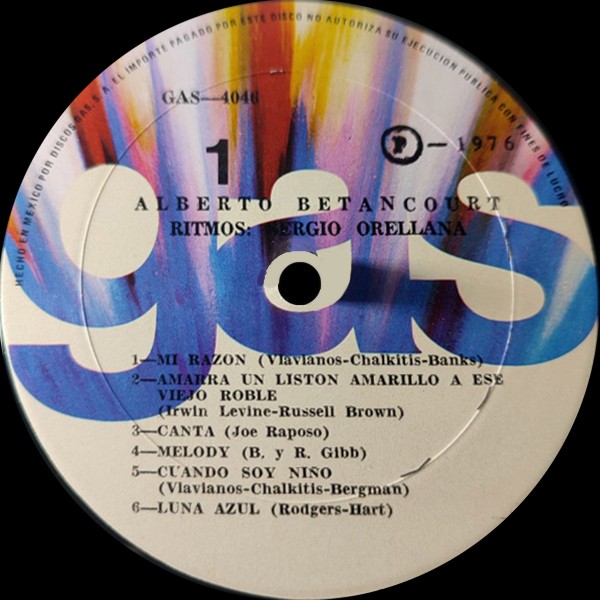 HECHO EN MEXICO POR DISCOS GAS, S. A. EL IMPORTE PAGADO POR ESTE DISCO NO AUTORIZA SU EJECUCION PUBLICA CON FINES DE LUCRO
GAS—4046
1
P — 1976
gas
ALBERTO BETANCOURT
RITMOS: SERGIO ORELLANA
1—MI RAZON (Vlavianos-Chalkitis-Banks)
2—AMARRA UN LISTON AMARILLO A ESE
VIEJO ROBLE
(Irwin Levine-Russell Brown)
3—CANTA (Joe Raposo)
4—MELODY (B. y R. Gibb)
5—CUANDO SOY NIÑO
(Vlavianos-Chalkitis-Bergman)
6—LUNA AZUL (Rodgers-Hart)